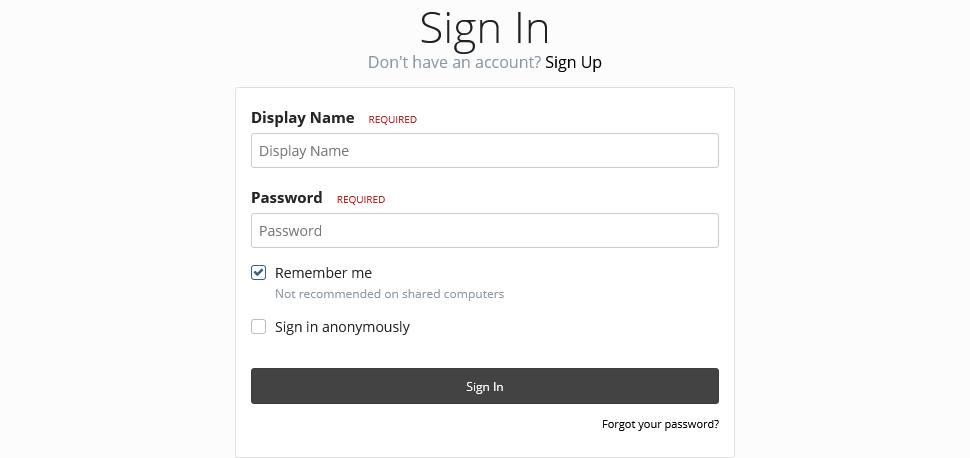 Sign In
Don't have an account? Sign Up
Display Name REQUIRED
Display Name
Password REQUIRED
Password
Remember me
Not recommended on shared computers
Sign in anonymously
Sign In
Forgot your password?